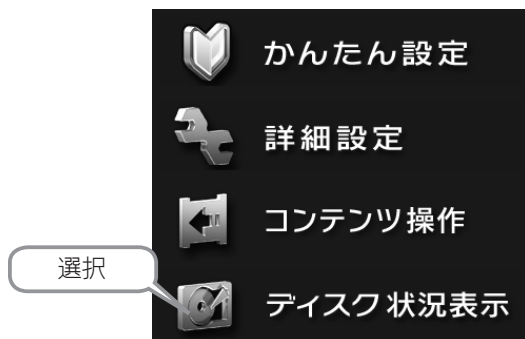 かんたん設定
詳細設定
コンテンツ操作
選択
ディスク状況表示